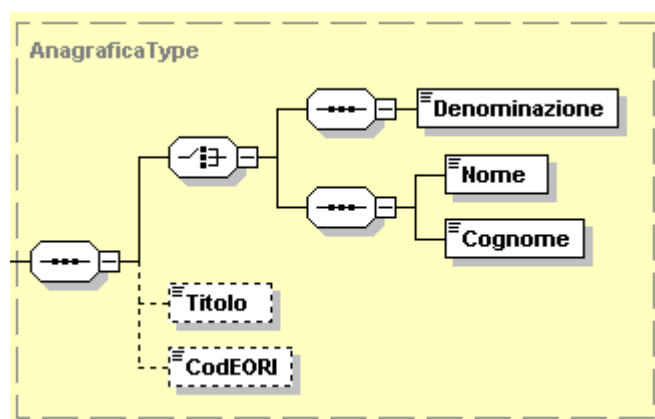 AnagraficaType
Denominazione
Nome
Cognome
Titolo
CodEORI